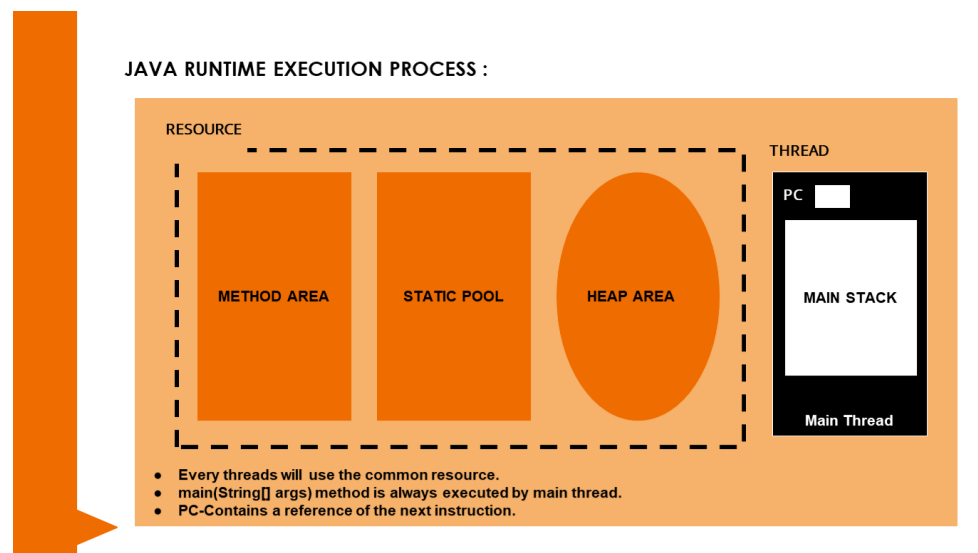 JAVA RUNTIME EXECUTION PROCESS :
RESOURCE
THREAD
PC
METHOD AREA
STATIC POOL
HEAP AREA
MAIN STACK
Main Thread
● Every threads will use the common resource.
● main(String[] args) method is always executed by main thread.
● PC-Contains a reference of the next instruction.